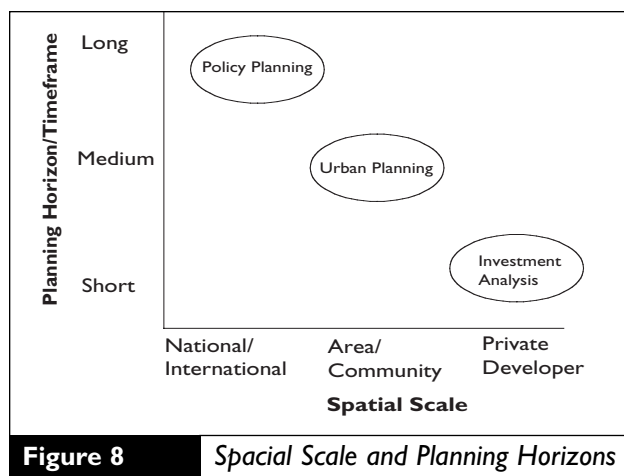 Planning Horizon/Timeframe
Long
Medium
Short
Policy Planning
Urban Planning
Investment
Analysis
National/
International
Area/
Community
Private
Developer
Spatial Scale
Figure 8
Spacial Scale and Planning Horizons